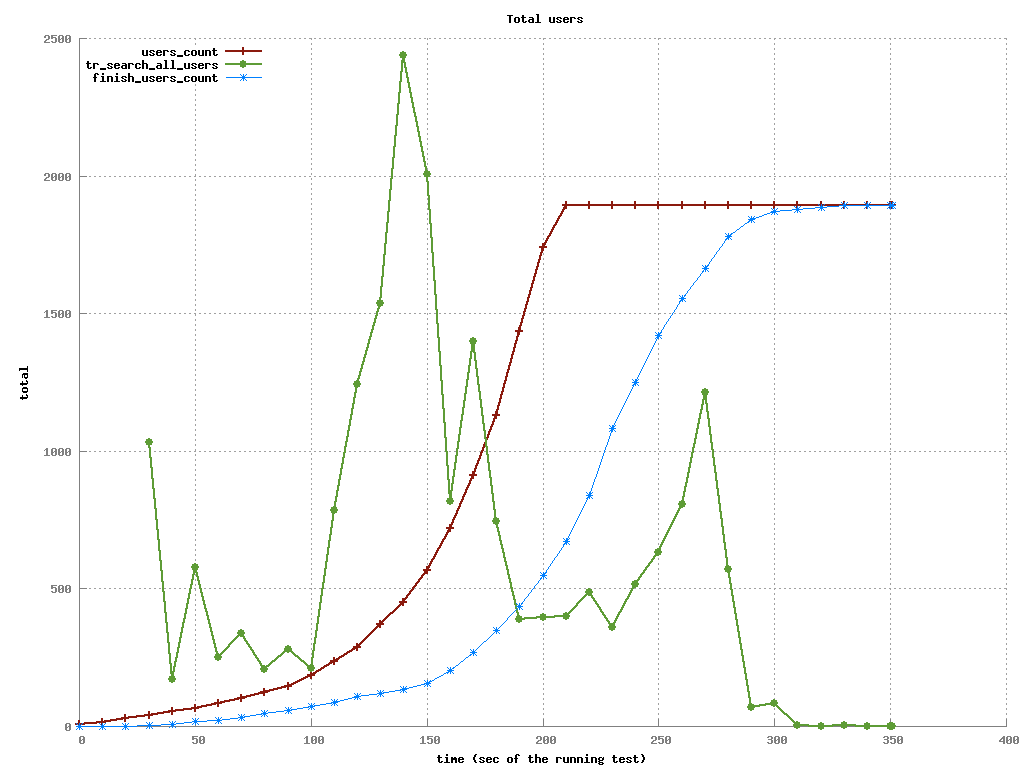 Total users
2500
users_count
tr_search_all_users
finish_users_count
2000
1500
total
1000
500
0
0 50 100 150 200 250 300 350 400
time (sec of the running test)